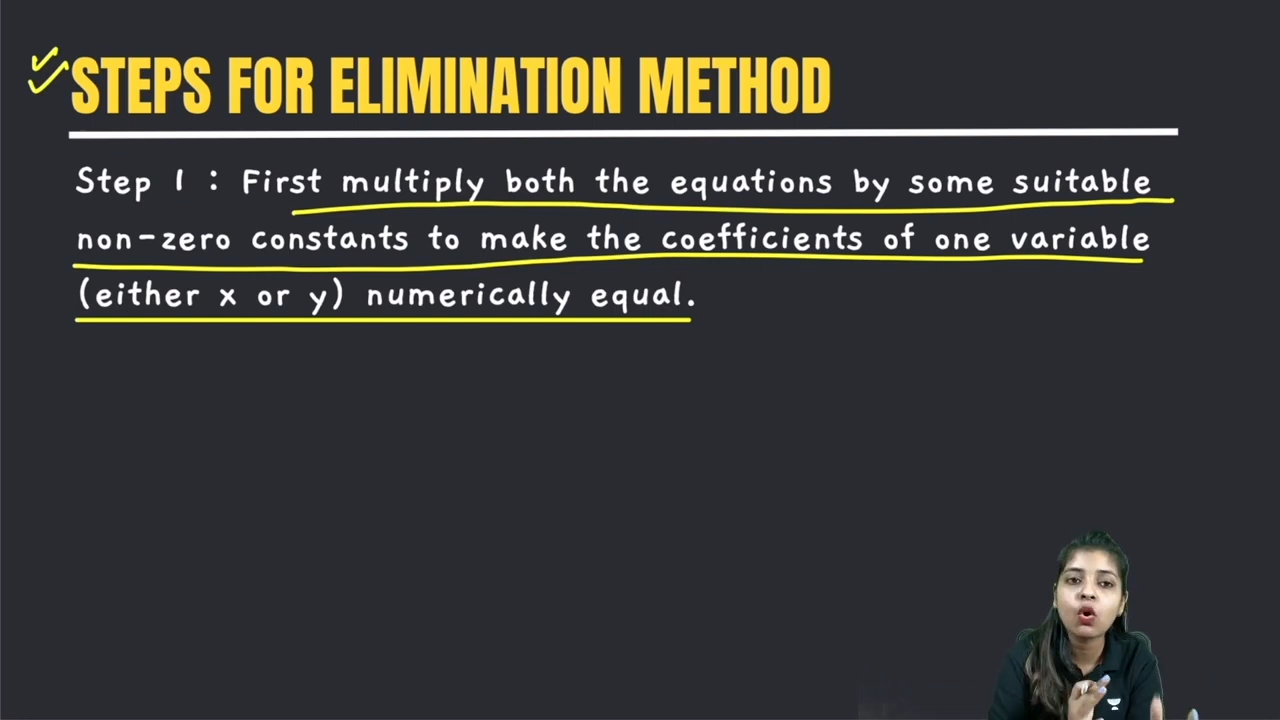 STEPS FOR ELIMINATION METHOD
Step 1 : First multiply both the equations by some suitable
non-zero constants to make the coefficients of one variable
(either x or y) numerically equal.